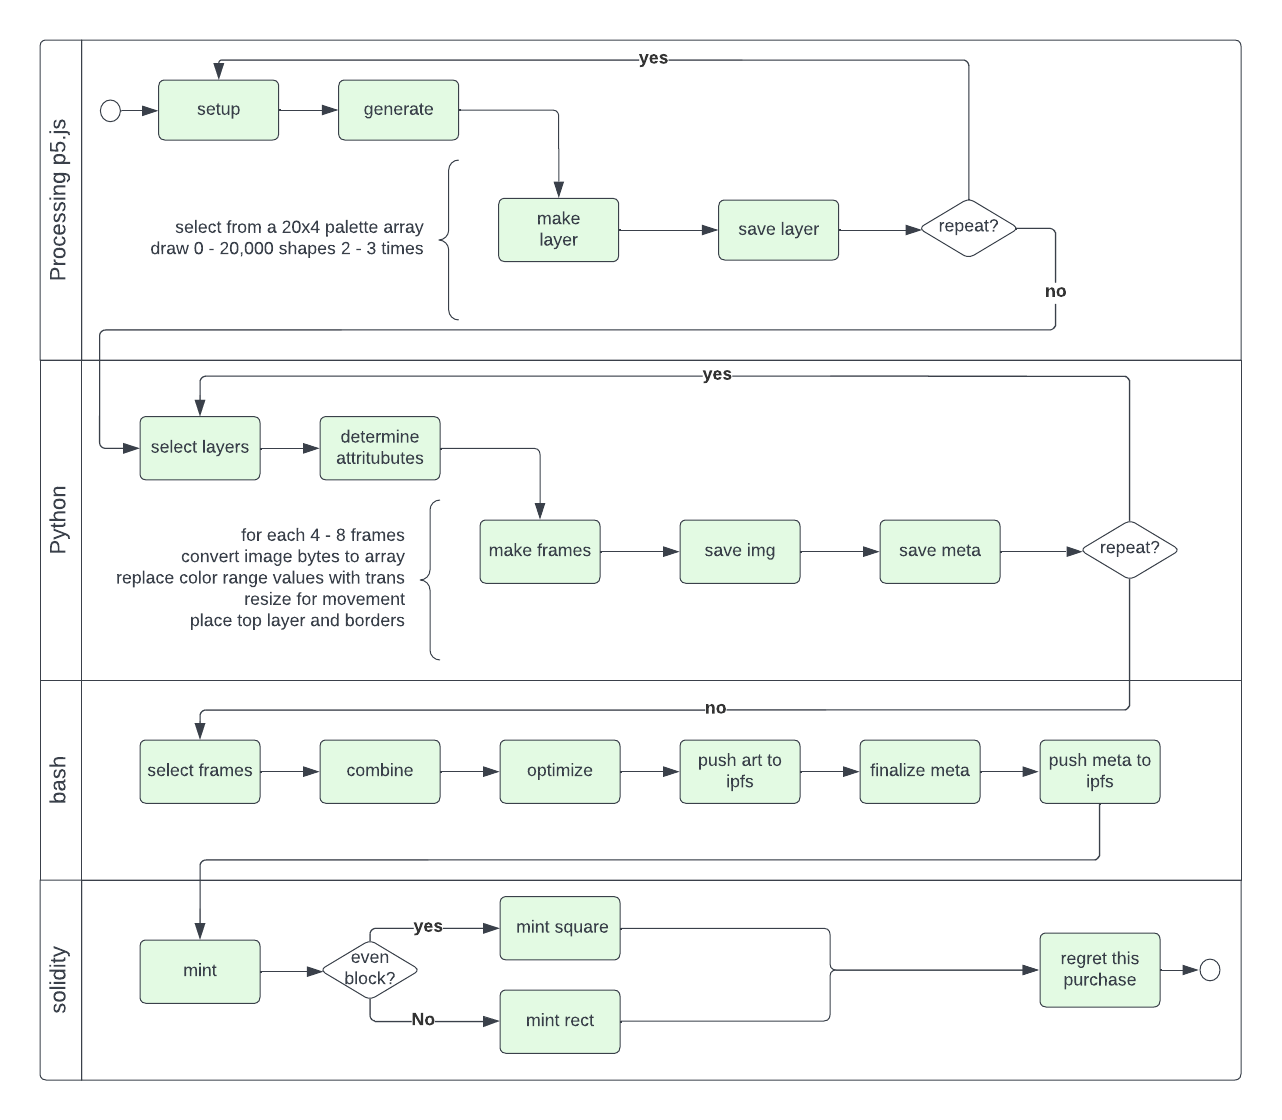 Processing p5.js
yes
setup
generate
select from a 20x4 palette array
draw 0 - 20,000 shapes 2 - 3 times
make
layer
save layer
repeat?
no
Python
yes
select layers
determine
attritubutes
for each 4 - 8 frames
convert image bytes to array
replace color range values with trans
resize for movement
place top layer and borders
make frames
save img
save meta
repeat?
bash
no
select frames
combine
optimize
push art to
ipfs
finalize meta
push meta to
ipfs
solidity
mint
even
block?
yes
mint square
No
mint rect
regret this
purchase